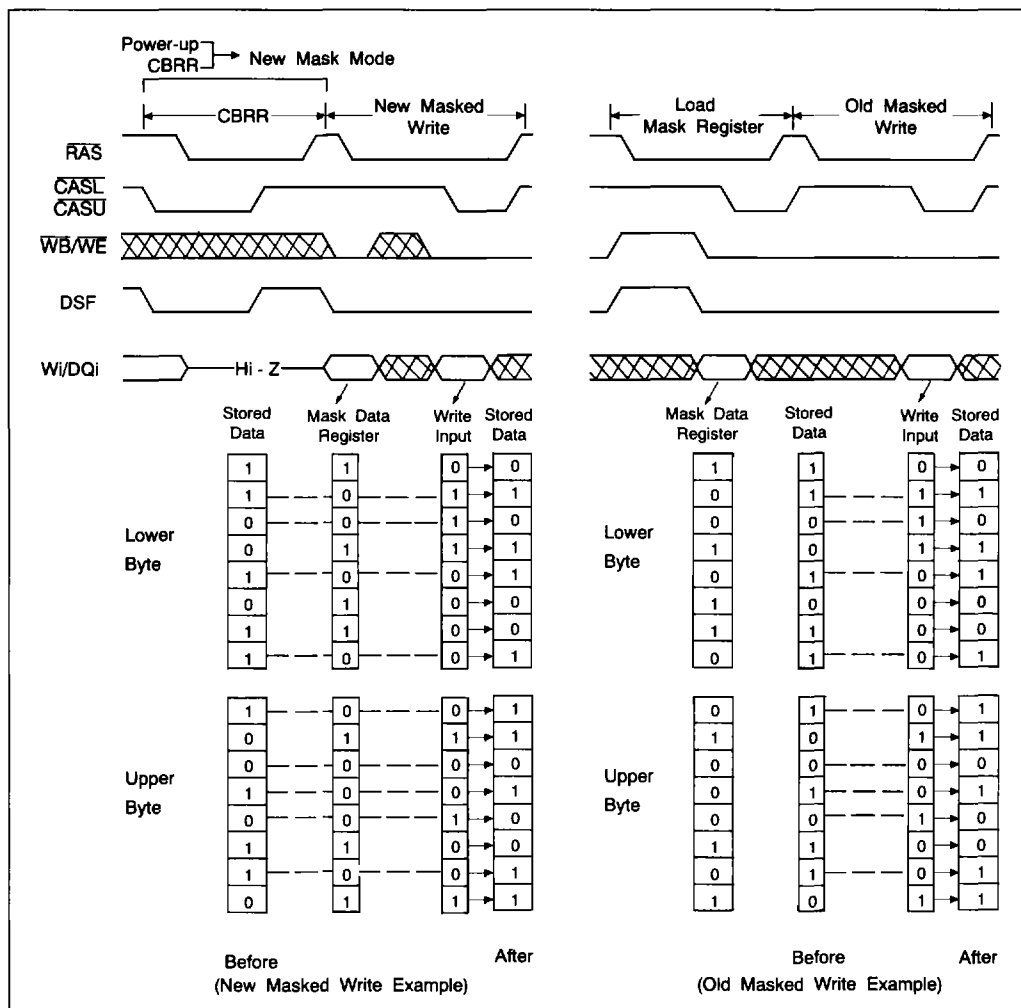 Power-up
CBRR
New Mask Mode
CBRR
New Masked
Write
Load
Mask Register
Old Masked
Write
RAS
CASL
CASU
WB/WE
DSF
Wi/DQi
Hi - Z
Stored
Data
Mask Data
Register
Write
Input
Stored
Data
Mask Data
Register
Stored
Data
Write
Input
Stored
Data
Lower
Byte
1 1 0 0 1 1 0 0
1 0 1 1 0 1 1 1
0 0 1 0 0 0 1 0
0 1 1 1 1 0 1 1
1 0 0 1 0 1 0 1
0 1 0 0 1 0 0 0
1 1 0 0 1 1 0 0
1 0 0 1 0 1 0 1
Upper
Byte
1 0 0 1 0 1 0 1
0 1 1 1 1 0 1 1
0 0 0 0 0 0 0 0
1 0 0 1 0 1 0 1
0 0 1 0 0 0 1 0
1 1 0 0 1 1 0 0
1 0 0 1 0 1 0 1
0 1 1 1 1 0 1 1
Before
After
(New Masked Write Example)
Before
After
(Old Masked Write Example)